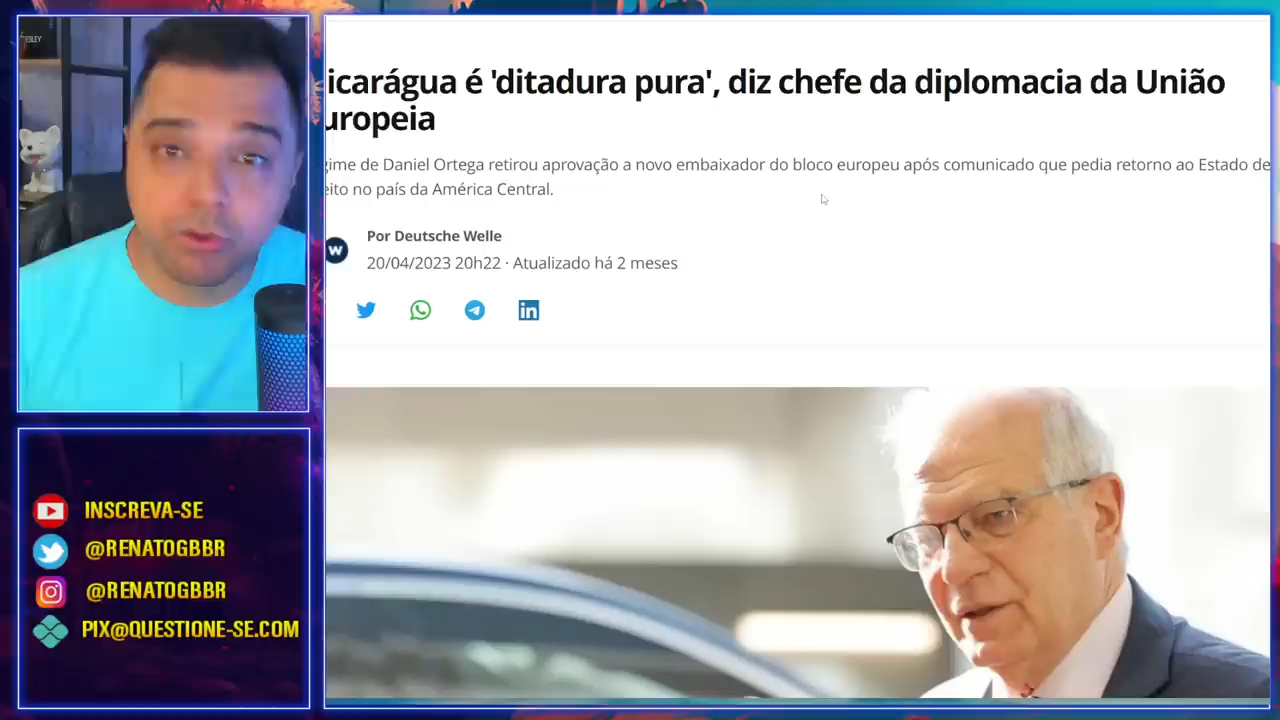 icarágua é 'ditadura pura', diz chefe da diplomacia da União
uropeia
gime de Daniel Ortega retirou aprovação a novo embaixador do bloco europeu após comunicado que pedia retorno ao Estado de
eito no país da América Central.
W
Por Deutsche Welle
20/04/2023 20h22 · Atualizado há 2 meses
in
INSCREVA-SE
@RENATOGBBR
@RENATOGBBR
PIX@QUESTIONE-SE.COM